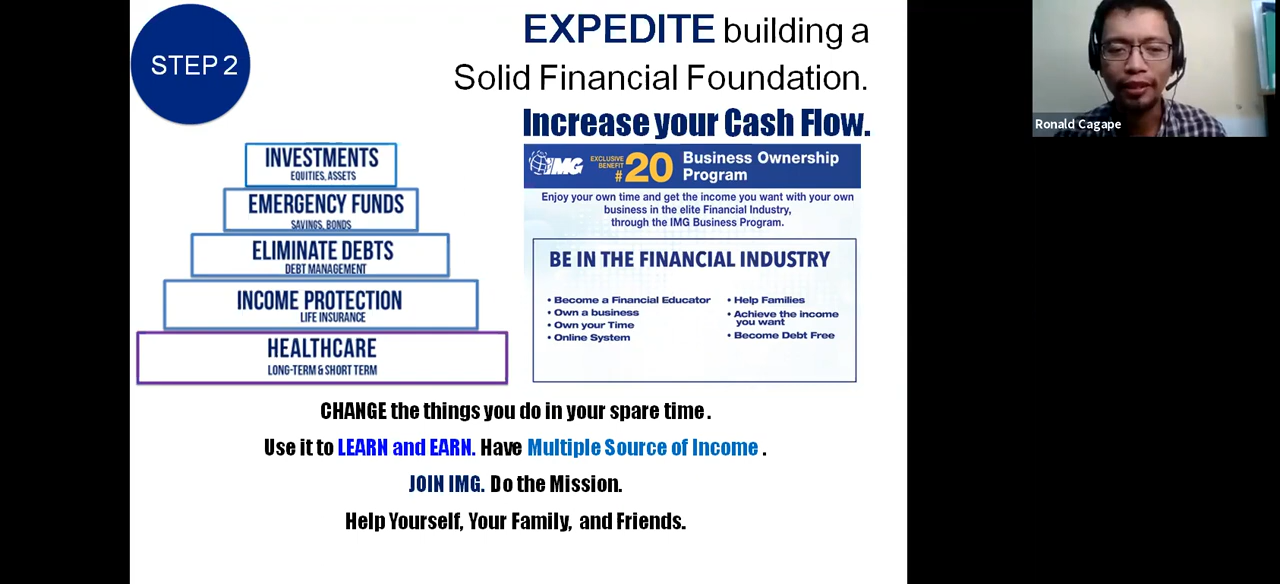 STEP 2
EXPEDITE building a
Solid Financial Foundation.
Increase your Cash Flow.
INVESTMENTS
EQUITIES, ASSETS
EMERGENCY FUNDS
SAVINGS, BONDS
ELIMINATE DEBTS
DEBT MANAGEMENT
INCOME PROTECTION
LIFE INSURANCE
HEALTHCARE
LONG-TERM & SHORT TERM
IMG
EXCLUSIVE
BENEFIT
#20
Business Ownership
Program
Enjoy your own time and get the income you want with your own
business in the elite Financial Industry,
through the IMG Business Program.
BE IN THE FINANCIAL INDUSTRY
• Become a Financial Educator
• Own a business
• Own your Time
• Online System
• Help Families
• Achieve the income
you want
• Become Debt Free
CHANGE the things you do in your spare time.
Use it to LEARN and EARN. Have Multiple Source of Income.
JOIN IMG. Do the Mission.
Help Yourself, Your Family, and Friends.
Ronald Cagape